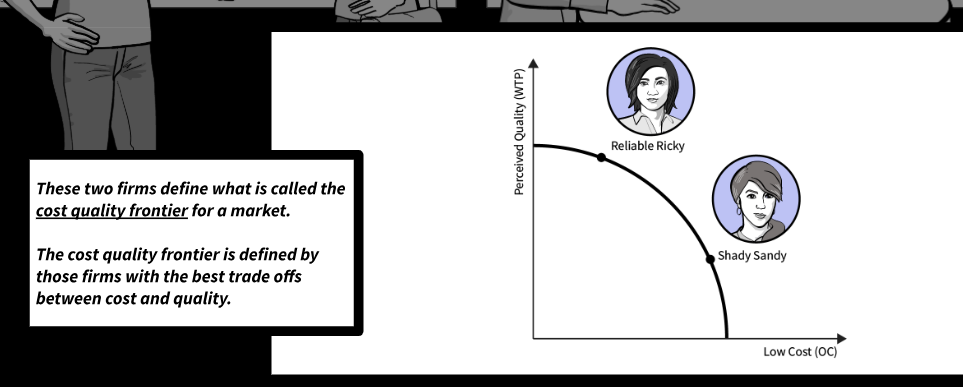 These two firms define what is called the
cost quality frontier for a market.
The cost quality frontier is defined by
those firms with the best trade offs
between cost and quality.
Perceived Quality (WTP)
Reliable Ricky
Shady Sandy
Low Cost (OC)